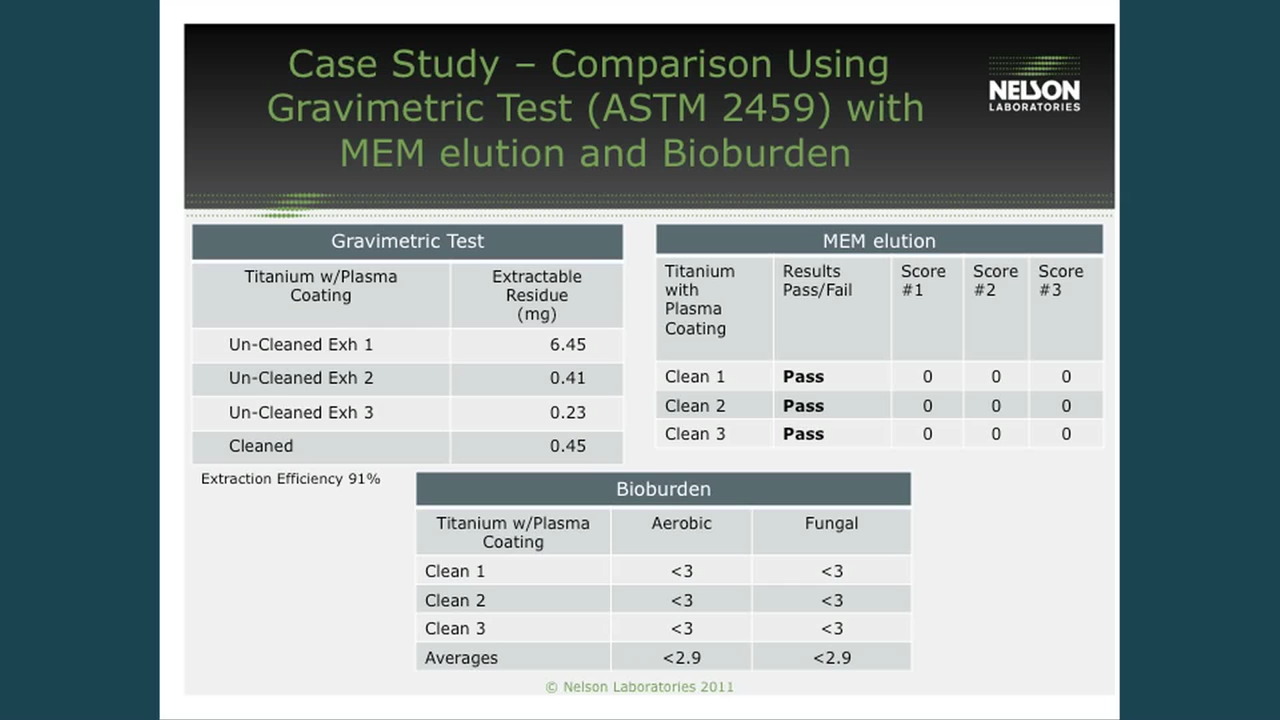 Case Study – Comparison Using
Gravimetric Test (ASTM 2459) with
MEM elution and Bioburden
NELSON
LABORATORIES
Gravimetric Test
Titanium w/Plasma
Coating
Extractable
Residue
(mg)
Un-Cleaned Exh 1 6.45
Un-Cleaned Exh 2 0.41
Un-Cleaned Exh 3 0.23
Cleaned 0.45
Extraction Efficiency 91%
MEM elution
Titanium
with
Plasma
Coating
Results
Pass/Fail
Score
#1
Score
#2
Score
#3
Clean 1 Pass 0 0 0
Clean 2 Pass 0 0 0
Clean 3 Pass 0 0 0
Bioburden
Titanium w/Plasma
Coating
Aerobic
Fungal
Clean 1 <3 <3
Clean 2 <3 <3
Clean 3 <3 <3
Averages <2.9 <2.9
© Nelson Laboratories 2011